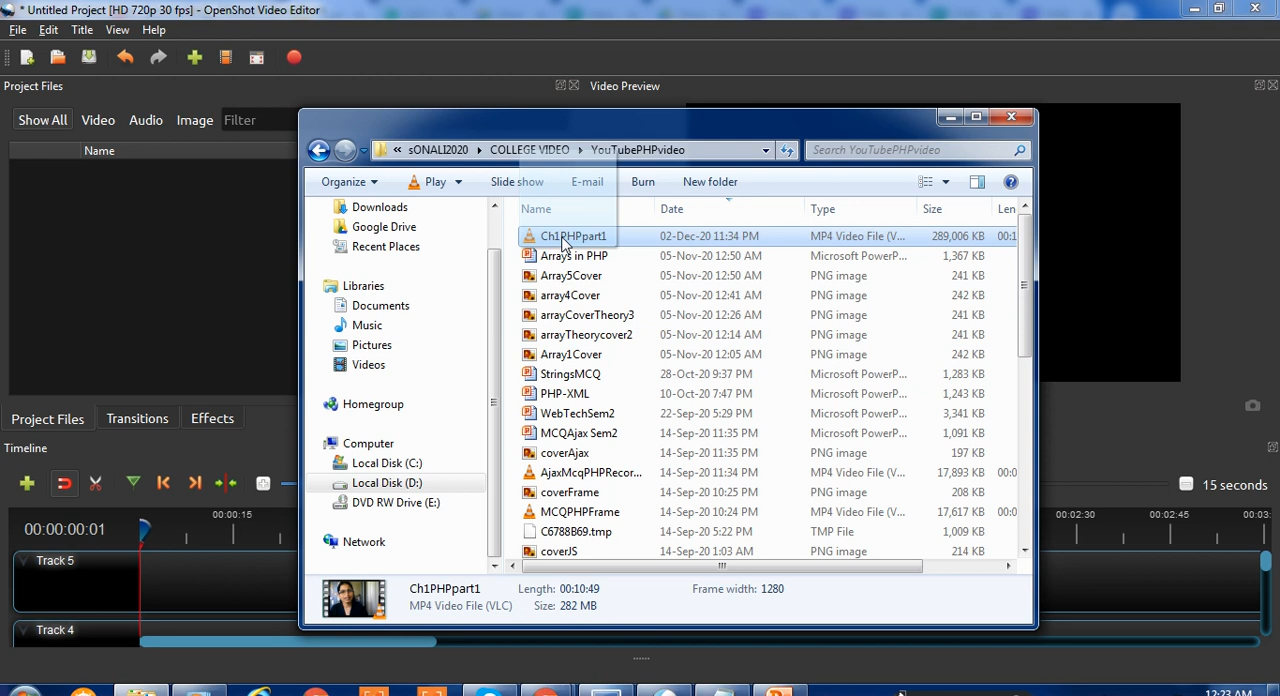 * Untitled Project [HD 720p 30 fps] - OpenShot Video Editor
File Edit Title View Help
Project Files
Video Preview
Show All Video Audio Image Filter
Name
« sONALI2020 ▸ COLLEGE VIDEO ▸ YouTubePHPvideo
Search YouTubePHPvideo
Organize Play Slide show E-mail Burn New folder
Downloads
Google Drive
Recent Places
Libraries
Documents
Music
Pictures
Videos
Homegroup
Computer
Local Disk (C:)
Local Disk (D:)
DVD RW Drive (E:)
Network
Name Date Type Size Len
Ch1PHPpart1 02-Dec-20 11:34 PM MP4 Video File (V... 289,006 KB 00:1
Arrays in PHP 05-Nov-20 12:50 AM Microsoft PowerP... 1,367 KB
Array5Cover 05-Nov-20 12:50 AM PNG image 241 KB
array4Cover 05-Nov-20 12:41 AM PNG image 242 KB
arrayCoverTheory3 05-Nov-20 12:26 AM PNG image 241 KB
arrayTheorycover2 05-Nov-20 12:14 AM PNG image 241 KB
Array1Cover 05-Nov-20 12:05 AM PNG image 242 KB
StringsMCQ 28-Oct-20 9:37 PM Microsoft PowerP... 1,283 KB
PHP-XML 10-Oct-20 7:47 PM Microsoft PowerP... 1,243 KB
WebTechSem2 22-Sep-20 5:29 PM Microsoft PowerP... 3,341 KB
MCQAjax Sem2 14-Sep-20 11:35 PM Microsoft PowerP... 1,091 KB
coverAjax 14-Sep-20 11:35 PM PNG image 197 KB
AjaxMcqPHPRecor... 14-Sep-20 11:34 PM MP4 Video File (V... 17,893 KB 00:0
coverFrame 14-Sep-20 10:25 PM PNG image 208 KB
MCQPHPFrame 14-Sep-20 10:24 PM MP4 Video File (V... 17,617 KB 00:0
C6788B69.tmp 14-Sep-20 5:22 PM TMP File 1,009 KB
coverJS 14-Sep-20 1:03 AM PNG image 214 KB
Ch1PHPpart1 Length: 00:10:49 Frame width: 1280
MP4 Video File (VLC) Size: 282 MB
Project Files Transitions Effects
Timeline
15 seconds
00:00:00:01
00:00:15 00:02:30 00:02:45 00:03:
Track 5
Track 4
12:23 AM